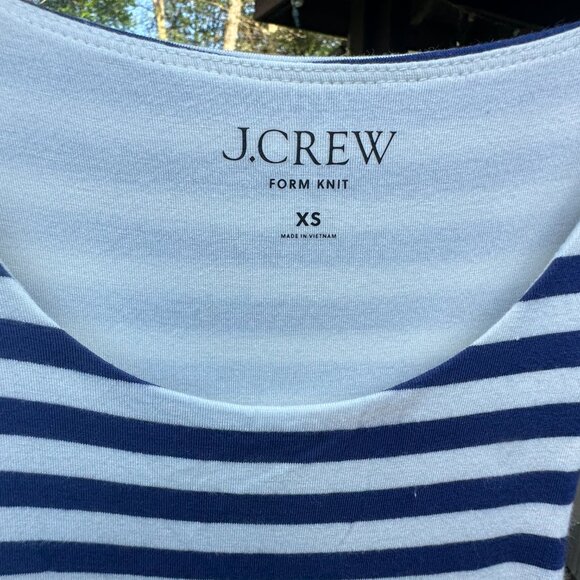 J.CREW
FORM KNIT
XS
MADE IN VIETNAM